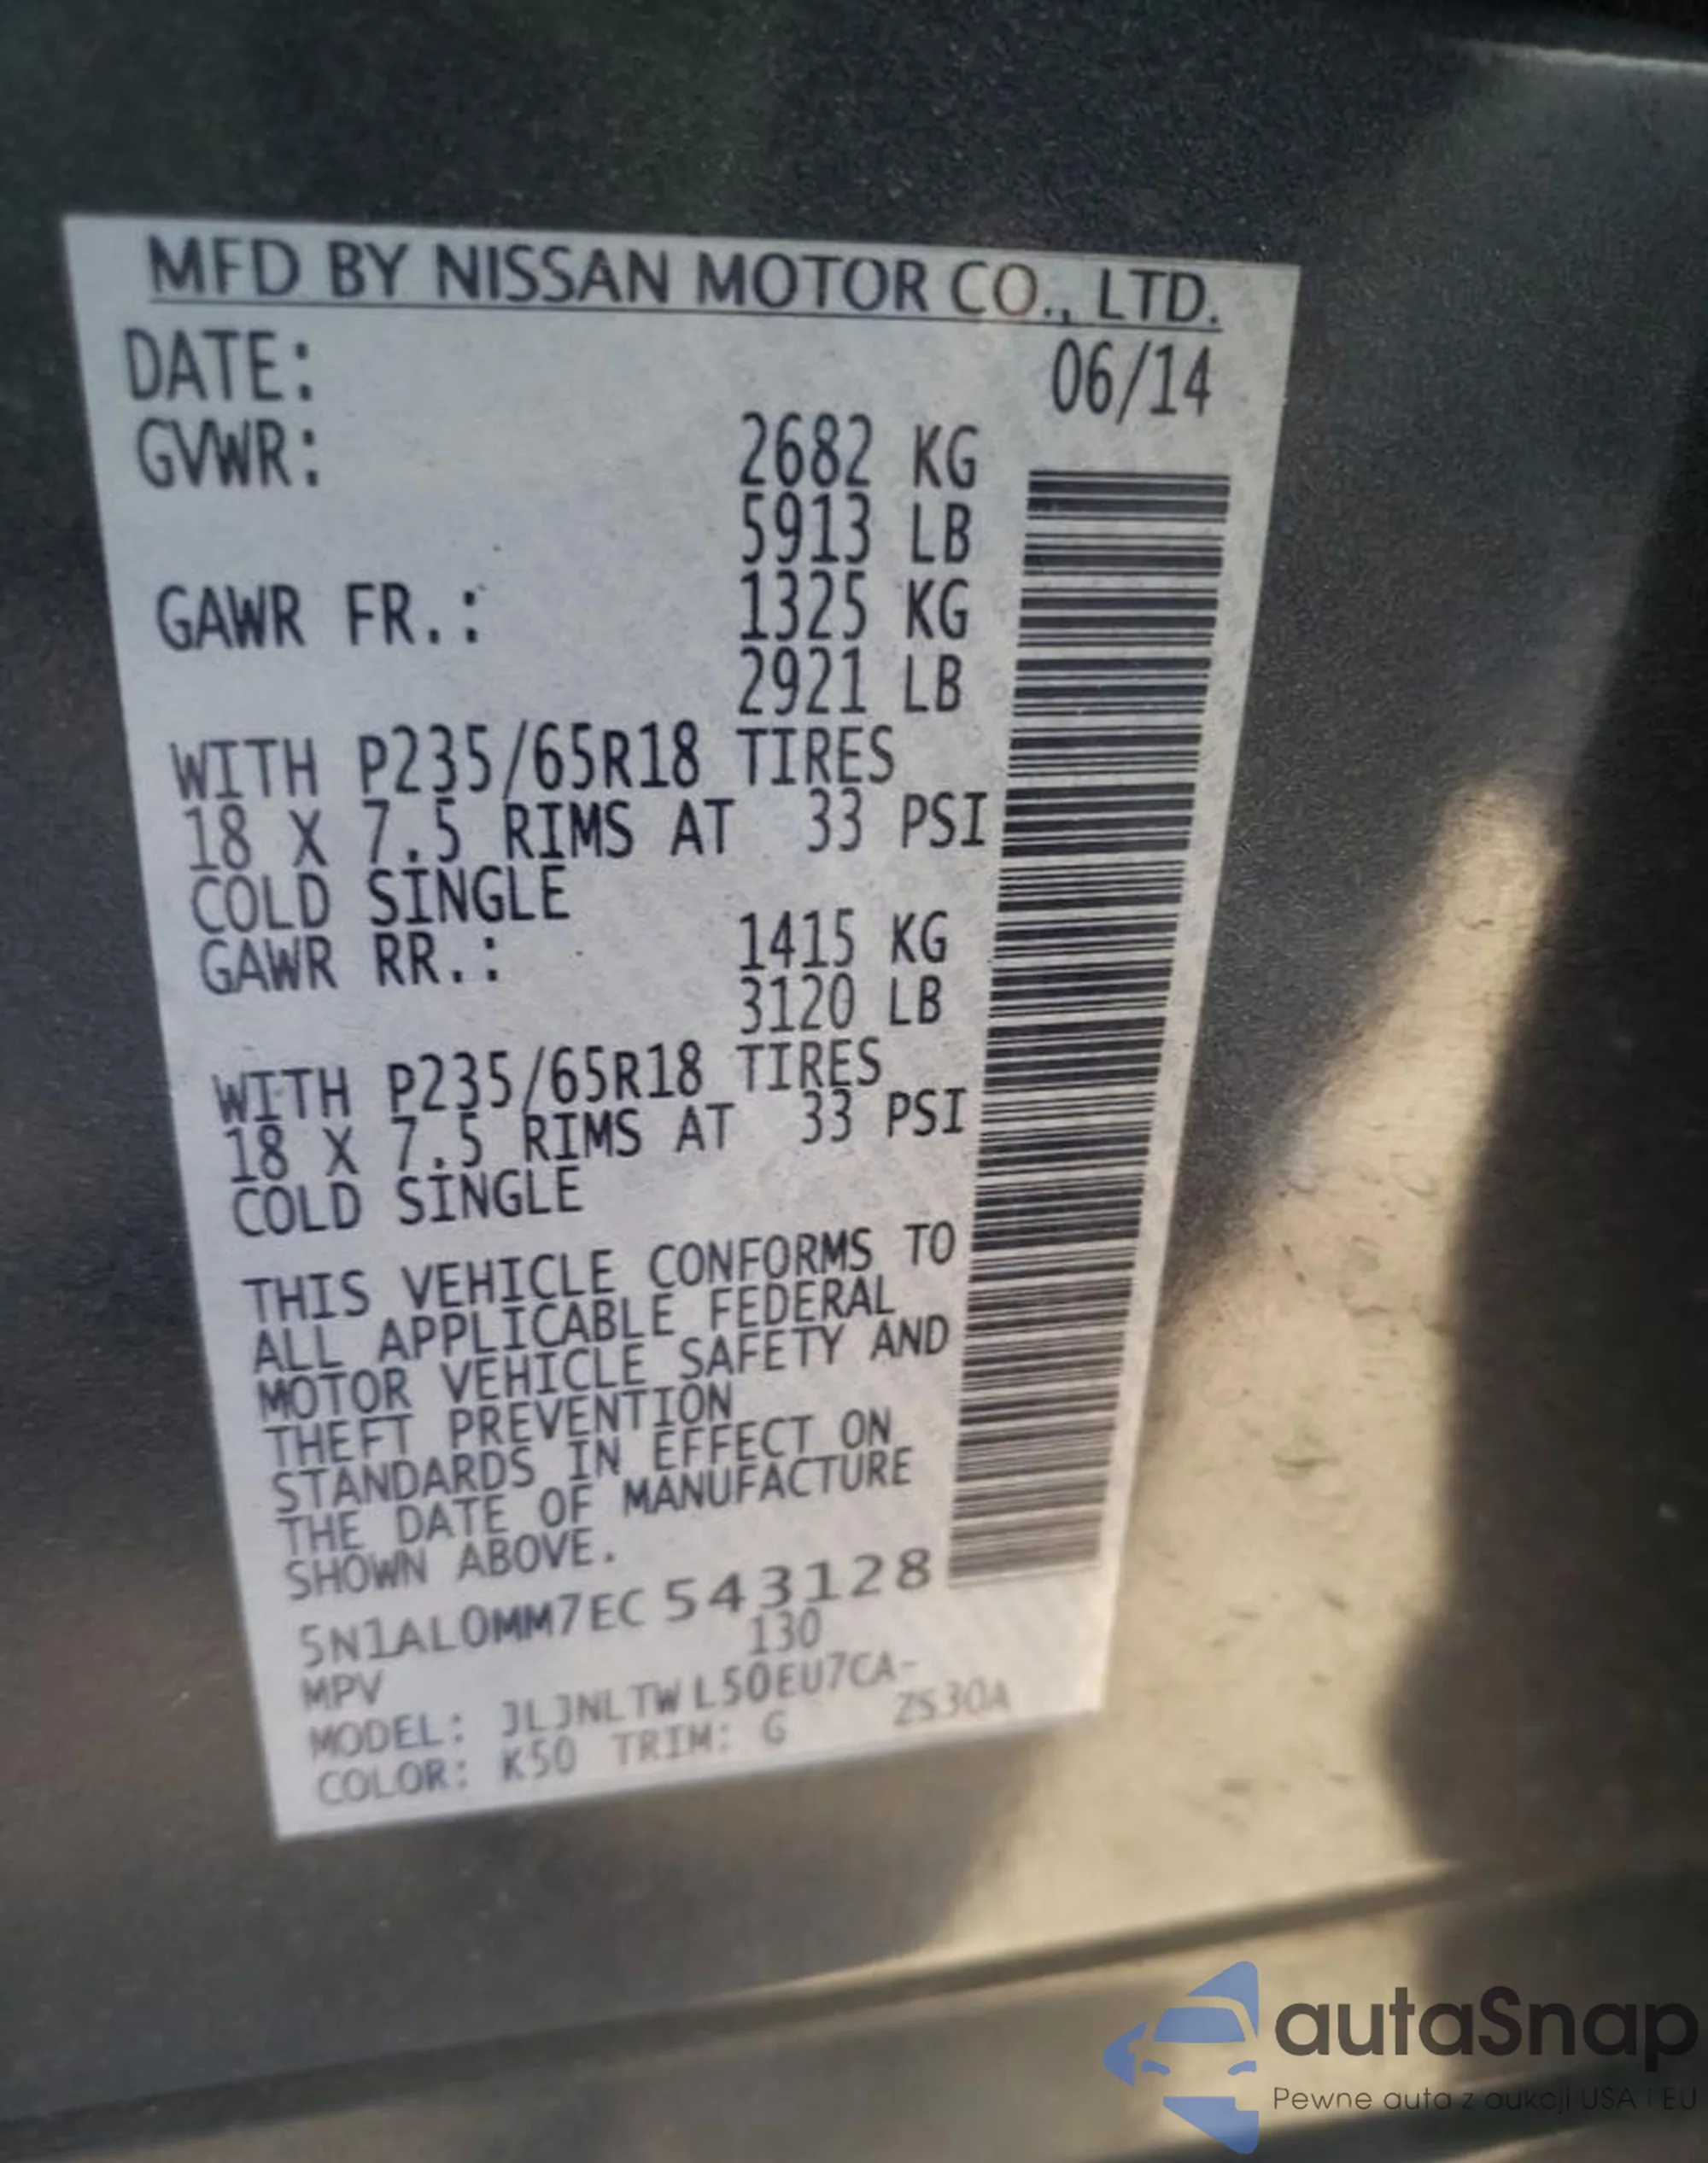 MFD BY NISSAN MOTOR CO., LTD.
DATE: 06/14
GVWR: 2682 KG
5913 LB
GAWR FR.: 1325 KG
2921 LB
WITH P235/65R18 TIRES
18 X 7.5 RIMS AT 33 PSI
COLD SINGLE
GAWR RR.: 1415 KG
3120 LB
WITH P235/65R18 TIRES
18 X 7.5 RIMS AT 33 PSI
COLD SINGLE
THIS VEHICLE CONFORMS TO
ALL APPLICABLE FEDERAL
MOTOR VEHICLE SAFETY AND
THEFT PREVENTION
STANDARDS IN EFFECT ON
THE DATE OF MANUFACTURE
SHOWN ABOVE.
5N1AL0MM7EC543128
MPV 130
MODEL: JLJNLTWL50EU7CA-
COLOR: K50 TRIM: G ZS30A
autaSnap
Pewne auta z aukcji USA i EU